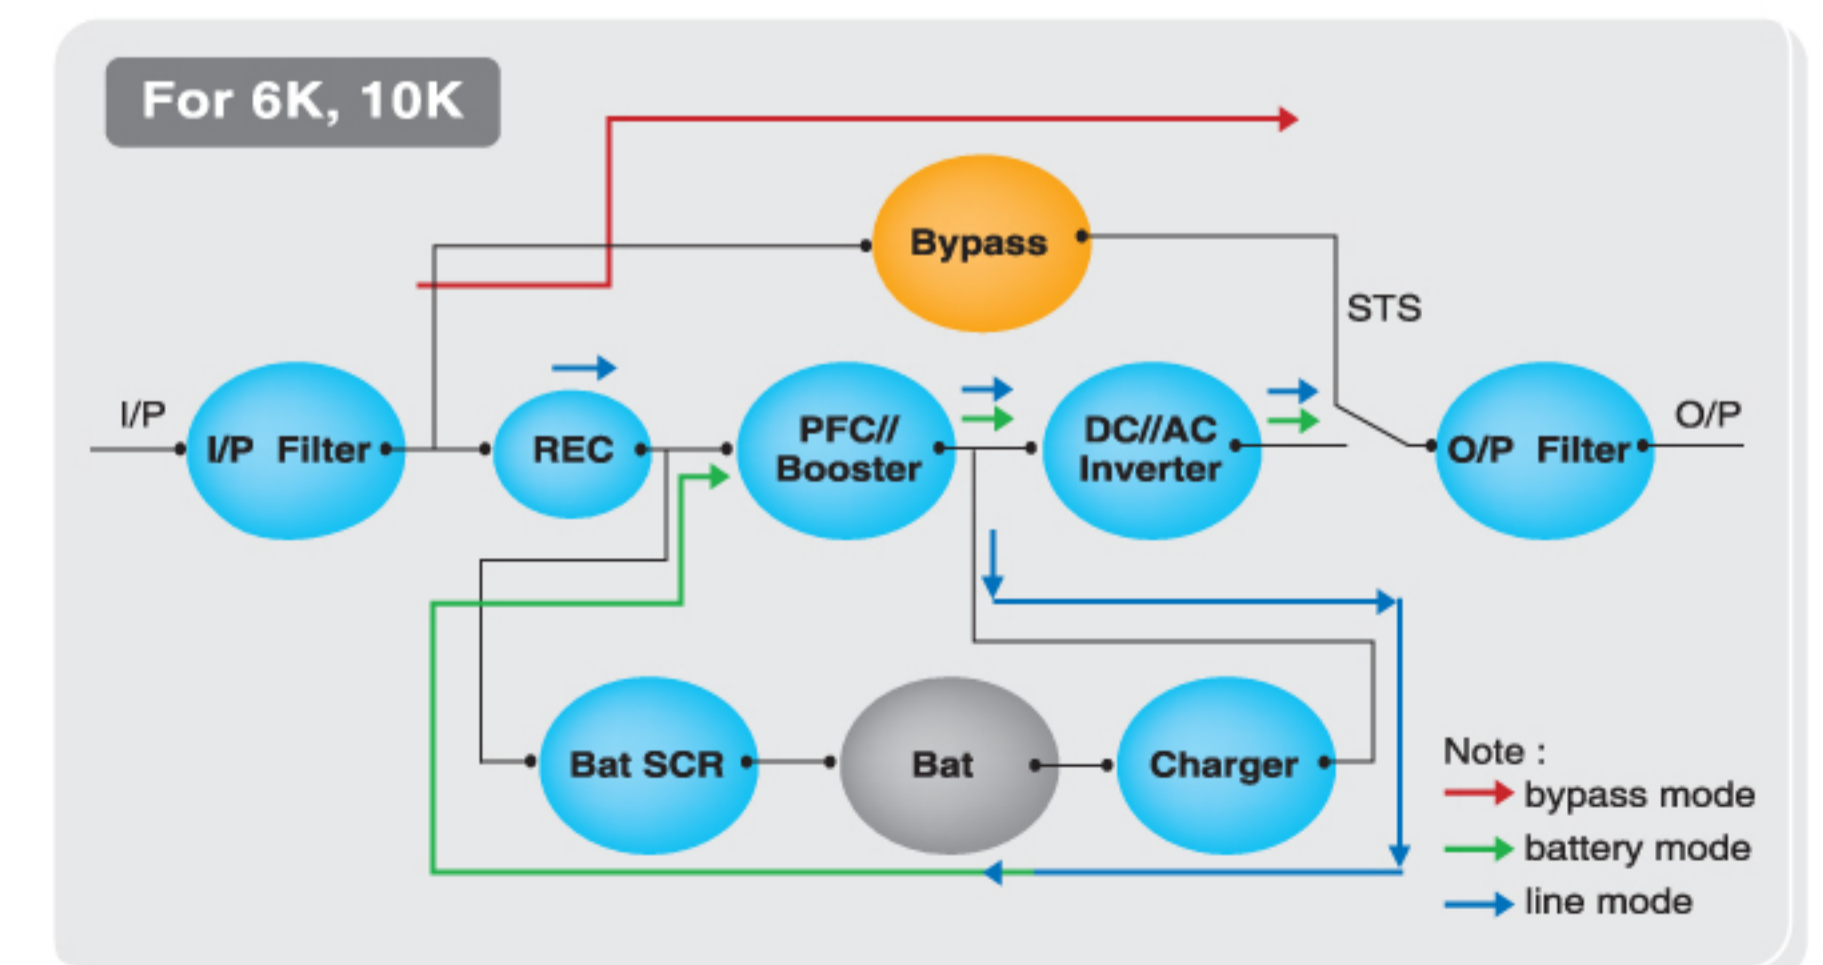 For 6K, 10K
Bypass
STS
I/P
I/P Filter
REC
PFC//
Booster
DC//AC
Inverter
O/P Filter
O/P
Bat SCR
Bat
Charger
Note :
bypass mode
battery mode
line mode